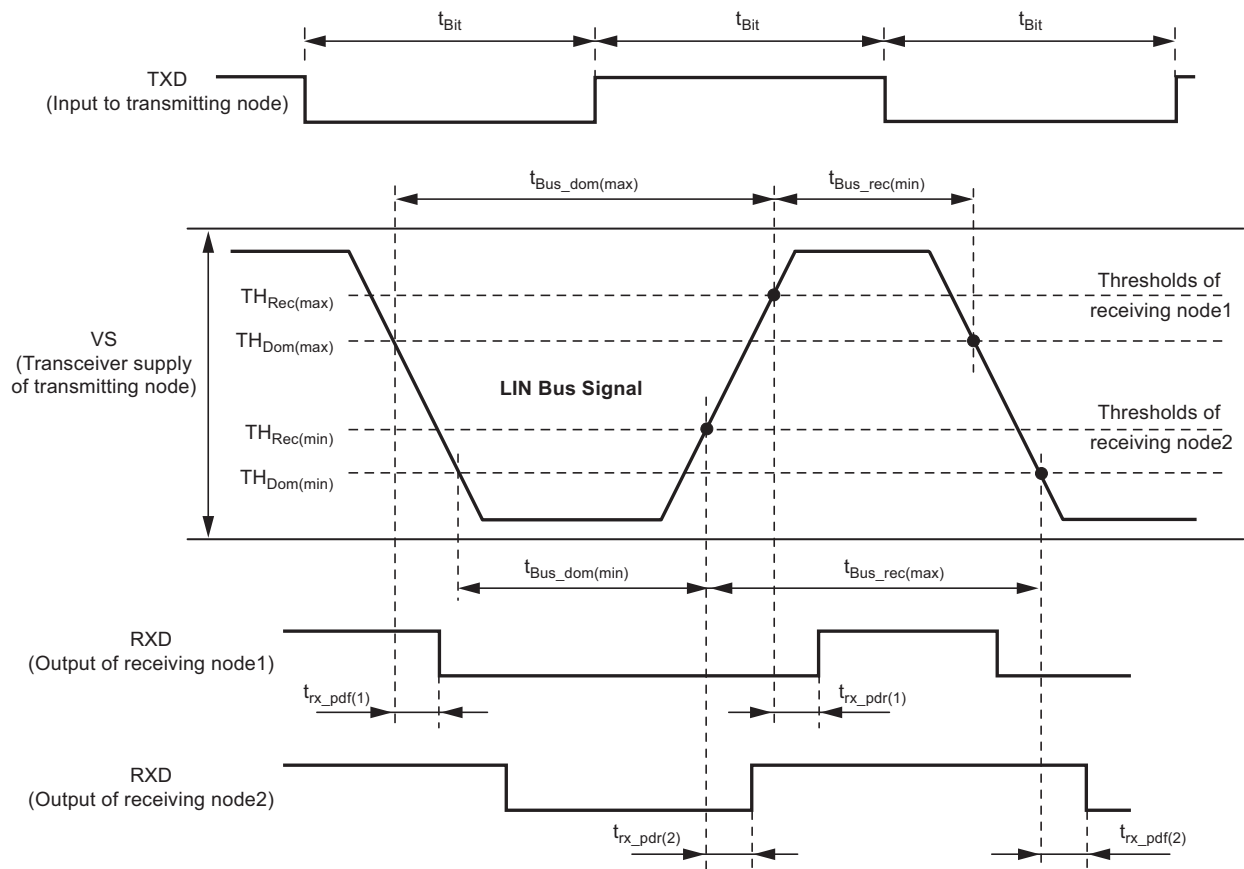 tBit
tBit
tBit
TXD
(Input to transmitting node)
tBus_dom(max)
tBus_rec(min)
THRec(max)
Thresholds of
receiving node1
VS
(Transceiver supply
of transmitting node)
THDom(max)
LIN Bus Signal
THRec(min)
Thresholds of
receiving node2
THDom(min)
tBus_dom(min)
tBus_rec(max)
RXD
(Output of receiving node1)
trx_pdf(1)
trx_pdr(1)
RXD
(Output of receiving node2)
trx_pdr(2)
trx_pdf(2)